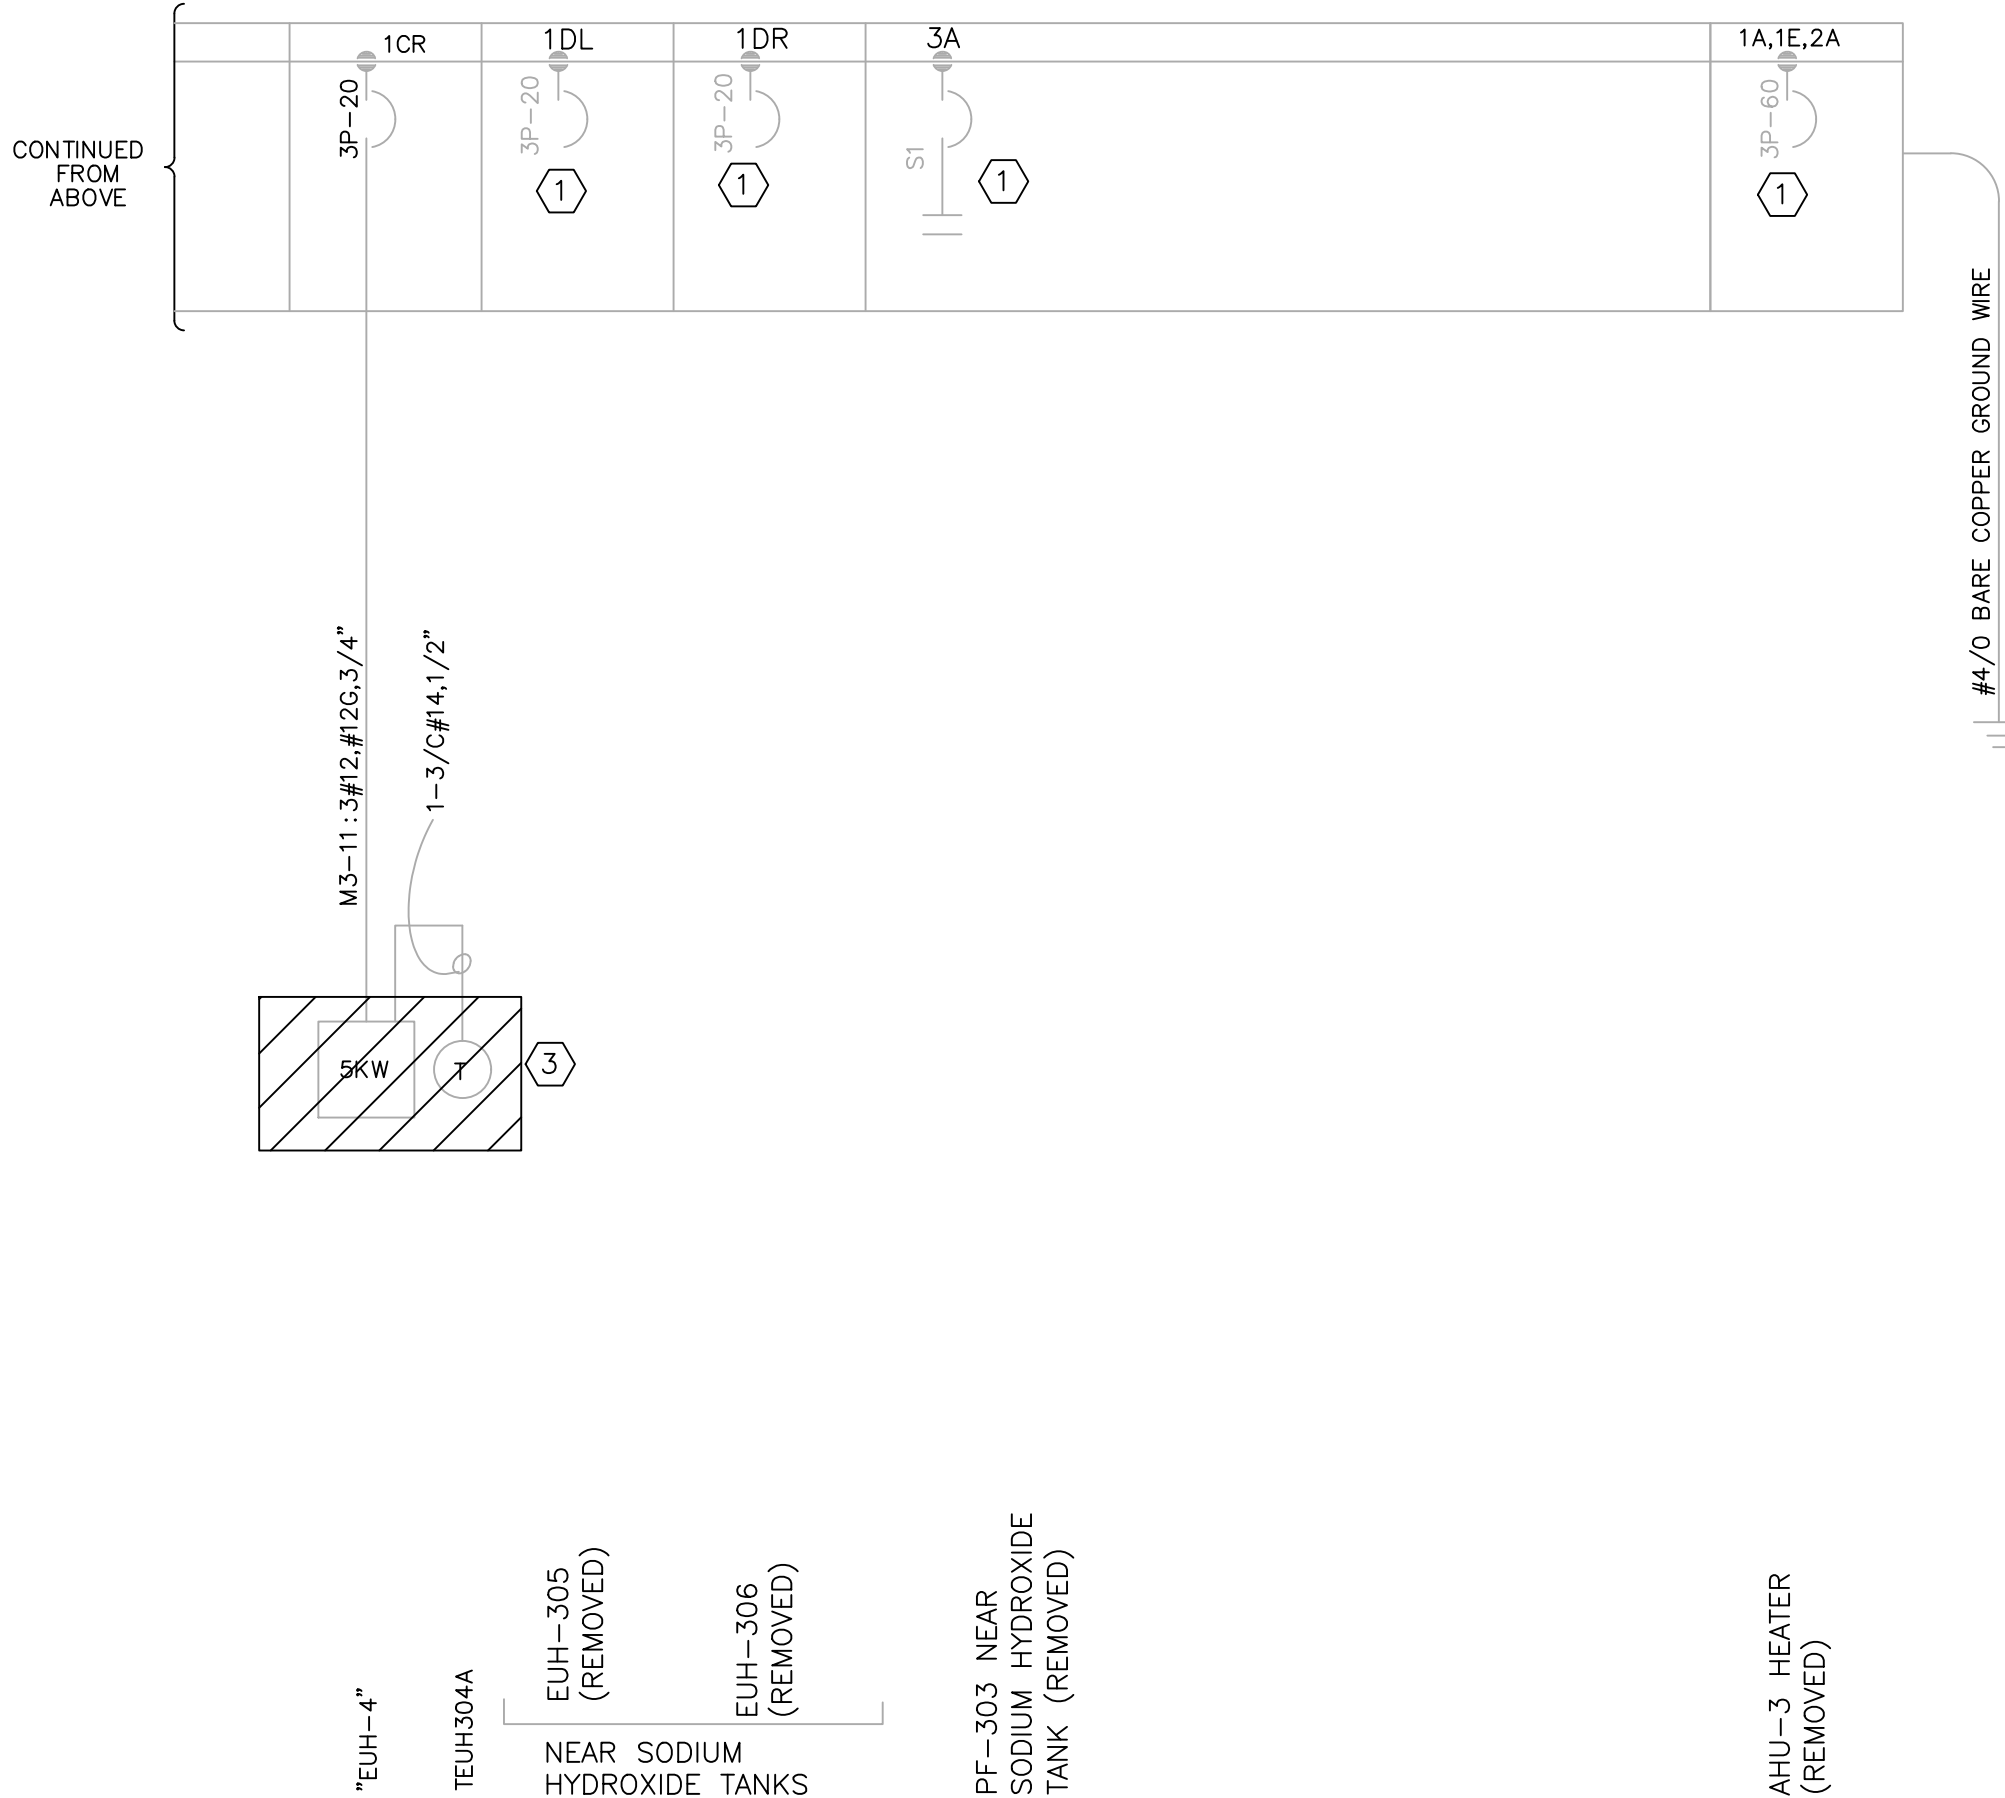 1CR
1DL
1DR
3A
1A,1E,2A
3P-20
3P-20
3P-20
S1
3P-60
CONTINUED
FROM
ABOVE
1
1
1
1
#4/0 BARE COPPER GROUND WIRE
M3-11:3#12,#12G,3/4"
1-3/C#14,1/2"
5KW
T
3
"EUH-4"
TEUH304A
EUH-305
(REMOVED)
EUH-306
(REMOVED)
NEAR SODIUM
HYDROXIDE TANKS
PF-303 NEAR
SODIUM HYDROXIDE
TANK (REMOVED)
AHU-3 HEATER
(REMOVED)